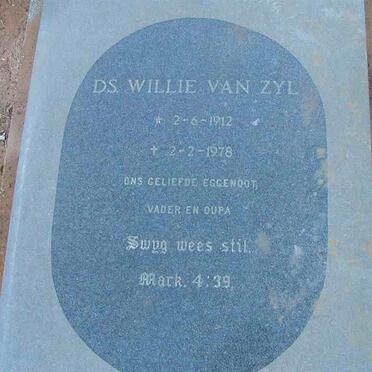 DS. WILLIE VAN ZYL
* 2-6-1912
† 2-2-1978
ONS GELIEFDE EGGENOOT,
VADER EN OUPA
Swyg wees stil.
Mark. 4:39.